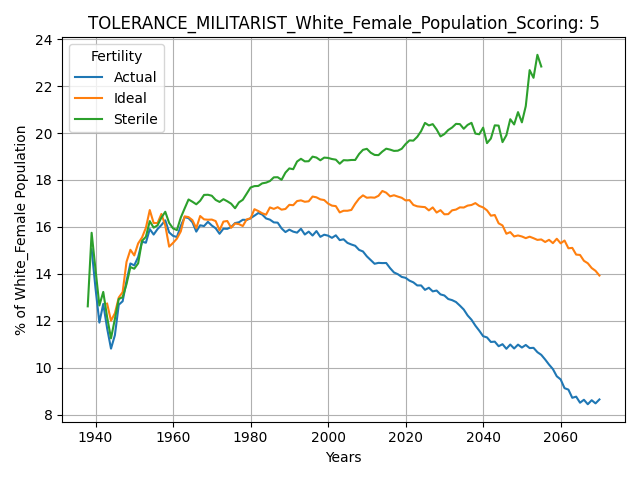 TOLERANCE_MILITARIST_White_Female_Population_Scoring: 5
% of White_Female Population
24
22
20
18
16
14
12
10
8
Fertility
Actual
Ideal
Sterile
1940 1960 1980 2000 2020 2040 2060
Years